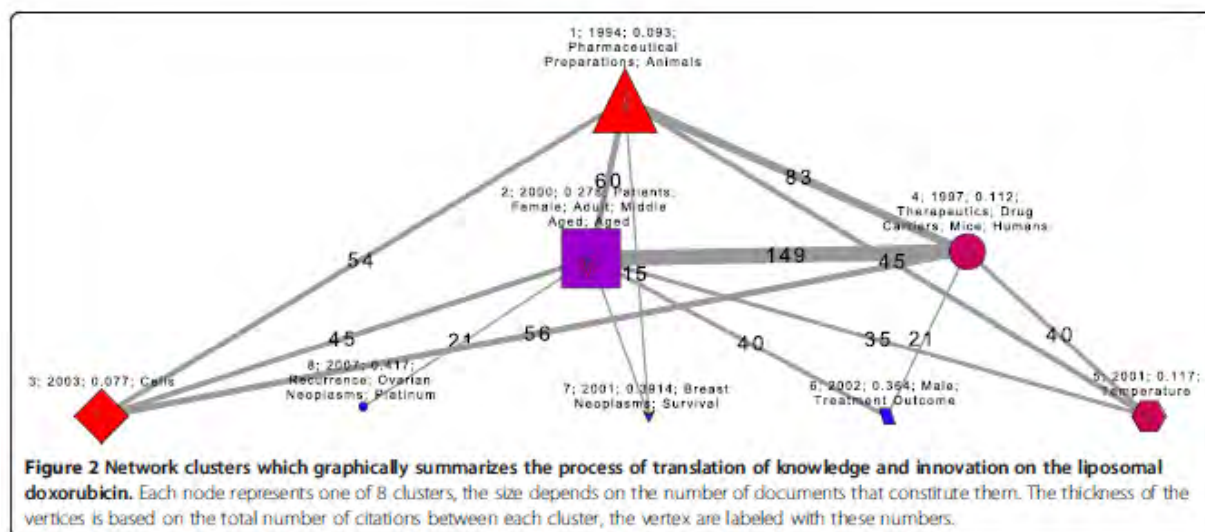 1; 1994; 0.093;
Pharmaceutical
Preparations; Animals
60
83
2; 2000; 0.278; Patients;
Female; Adult; Middle
Aged; Aged
4; 1997; 0.112;
Therapeutics; Drug
Carriers; Mice; Humans
54
15
149
45
45
21
56
40
35
21
40
3; 2003; 0.077; Cells
8; 2007; 0.417;
Recurrence; Ovarian
Neoplasms; Platinum
7; 2001; 0.3914; Breast
Neoplasms; Survival
6; 2002; 0.364; Male;
Treatment Outcome
5; 2001; 0.117;
Temperature
Figure 2 Network clusters which graphically summarizes the process of translation of knowledge and innovation on the liposomal
doxorubicin. Each node represents one of 8 clusters, the size depends on the number of documents that constitute them. The thickness of the
vertices is based on the total number of citations between each cluster, the vertex are labeled with these numbers.